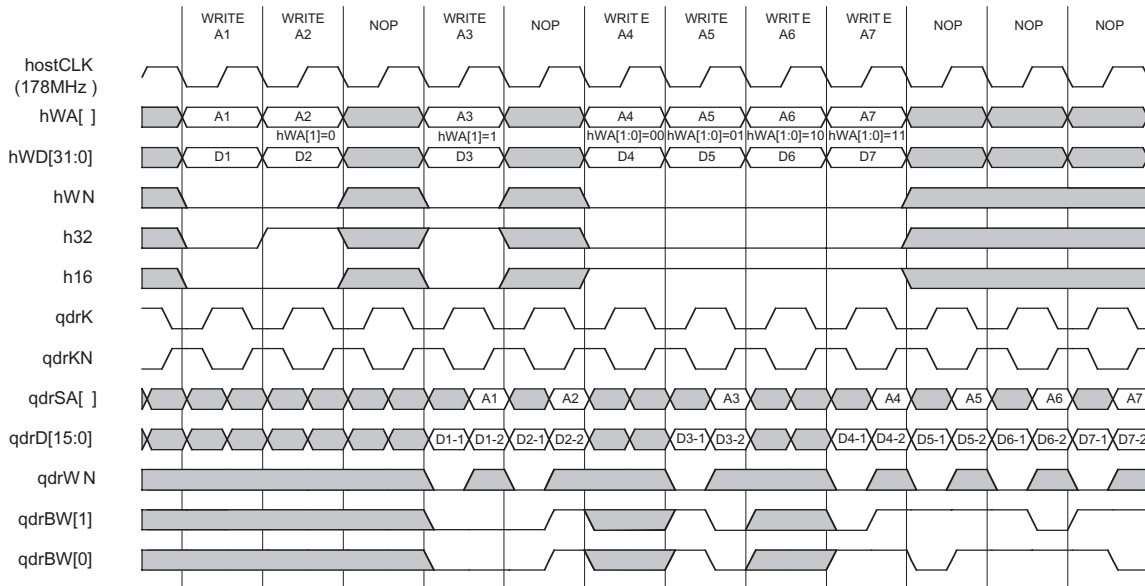 WRITE WRITE NOP WRITE NOP WRIT E WRITE WRIT E WRIT E NOP NOP NOP
A1 A2 A3 A4 A5 A6 A7
hostCLK
(178MHz )
hWA[ ] A1 A2 A3 A4 A5 A6 A7
hWA[1]=0 hWA[1]=1 hWA[1:0]=00 hWA[1:0]=01 hWA[1:0]=10 hWA[1:0]=11
hWD[31:0] D1 D2 D3 D4 D5 D6 D7
hW N
h32
h16
qdrK
qdrKN
qdrSA[ ] A1 A2 A3 A4 A5 A6 A7
qdrD[15:0] D1-1 D1-2 D2-1 D2-2 D3-1 D3-2 D4-1 D4-2 D5-1 D5-2 D6-1 D6-2 D7-1 D7-2
qdrW N
qdrBW[1]
qdrBW[0]